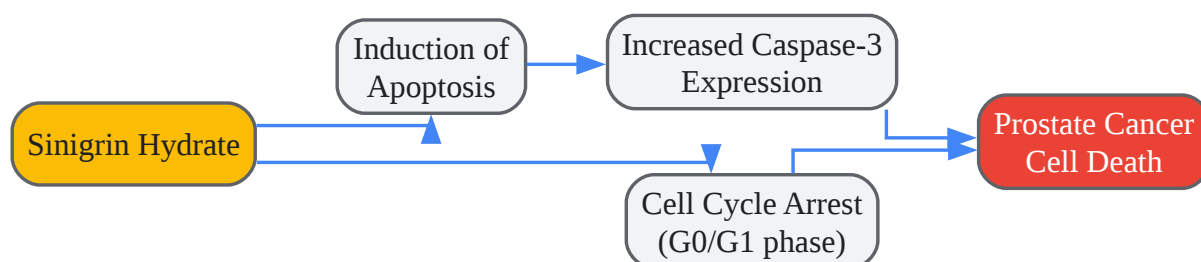 Sinigrin Hydrate
Induction of
Apoptosis
Increased Caspase-3
Expression
Cell Cycle Arrest
(G0/G1 phase)
Prostate Cancer
Cell Death